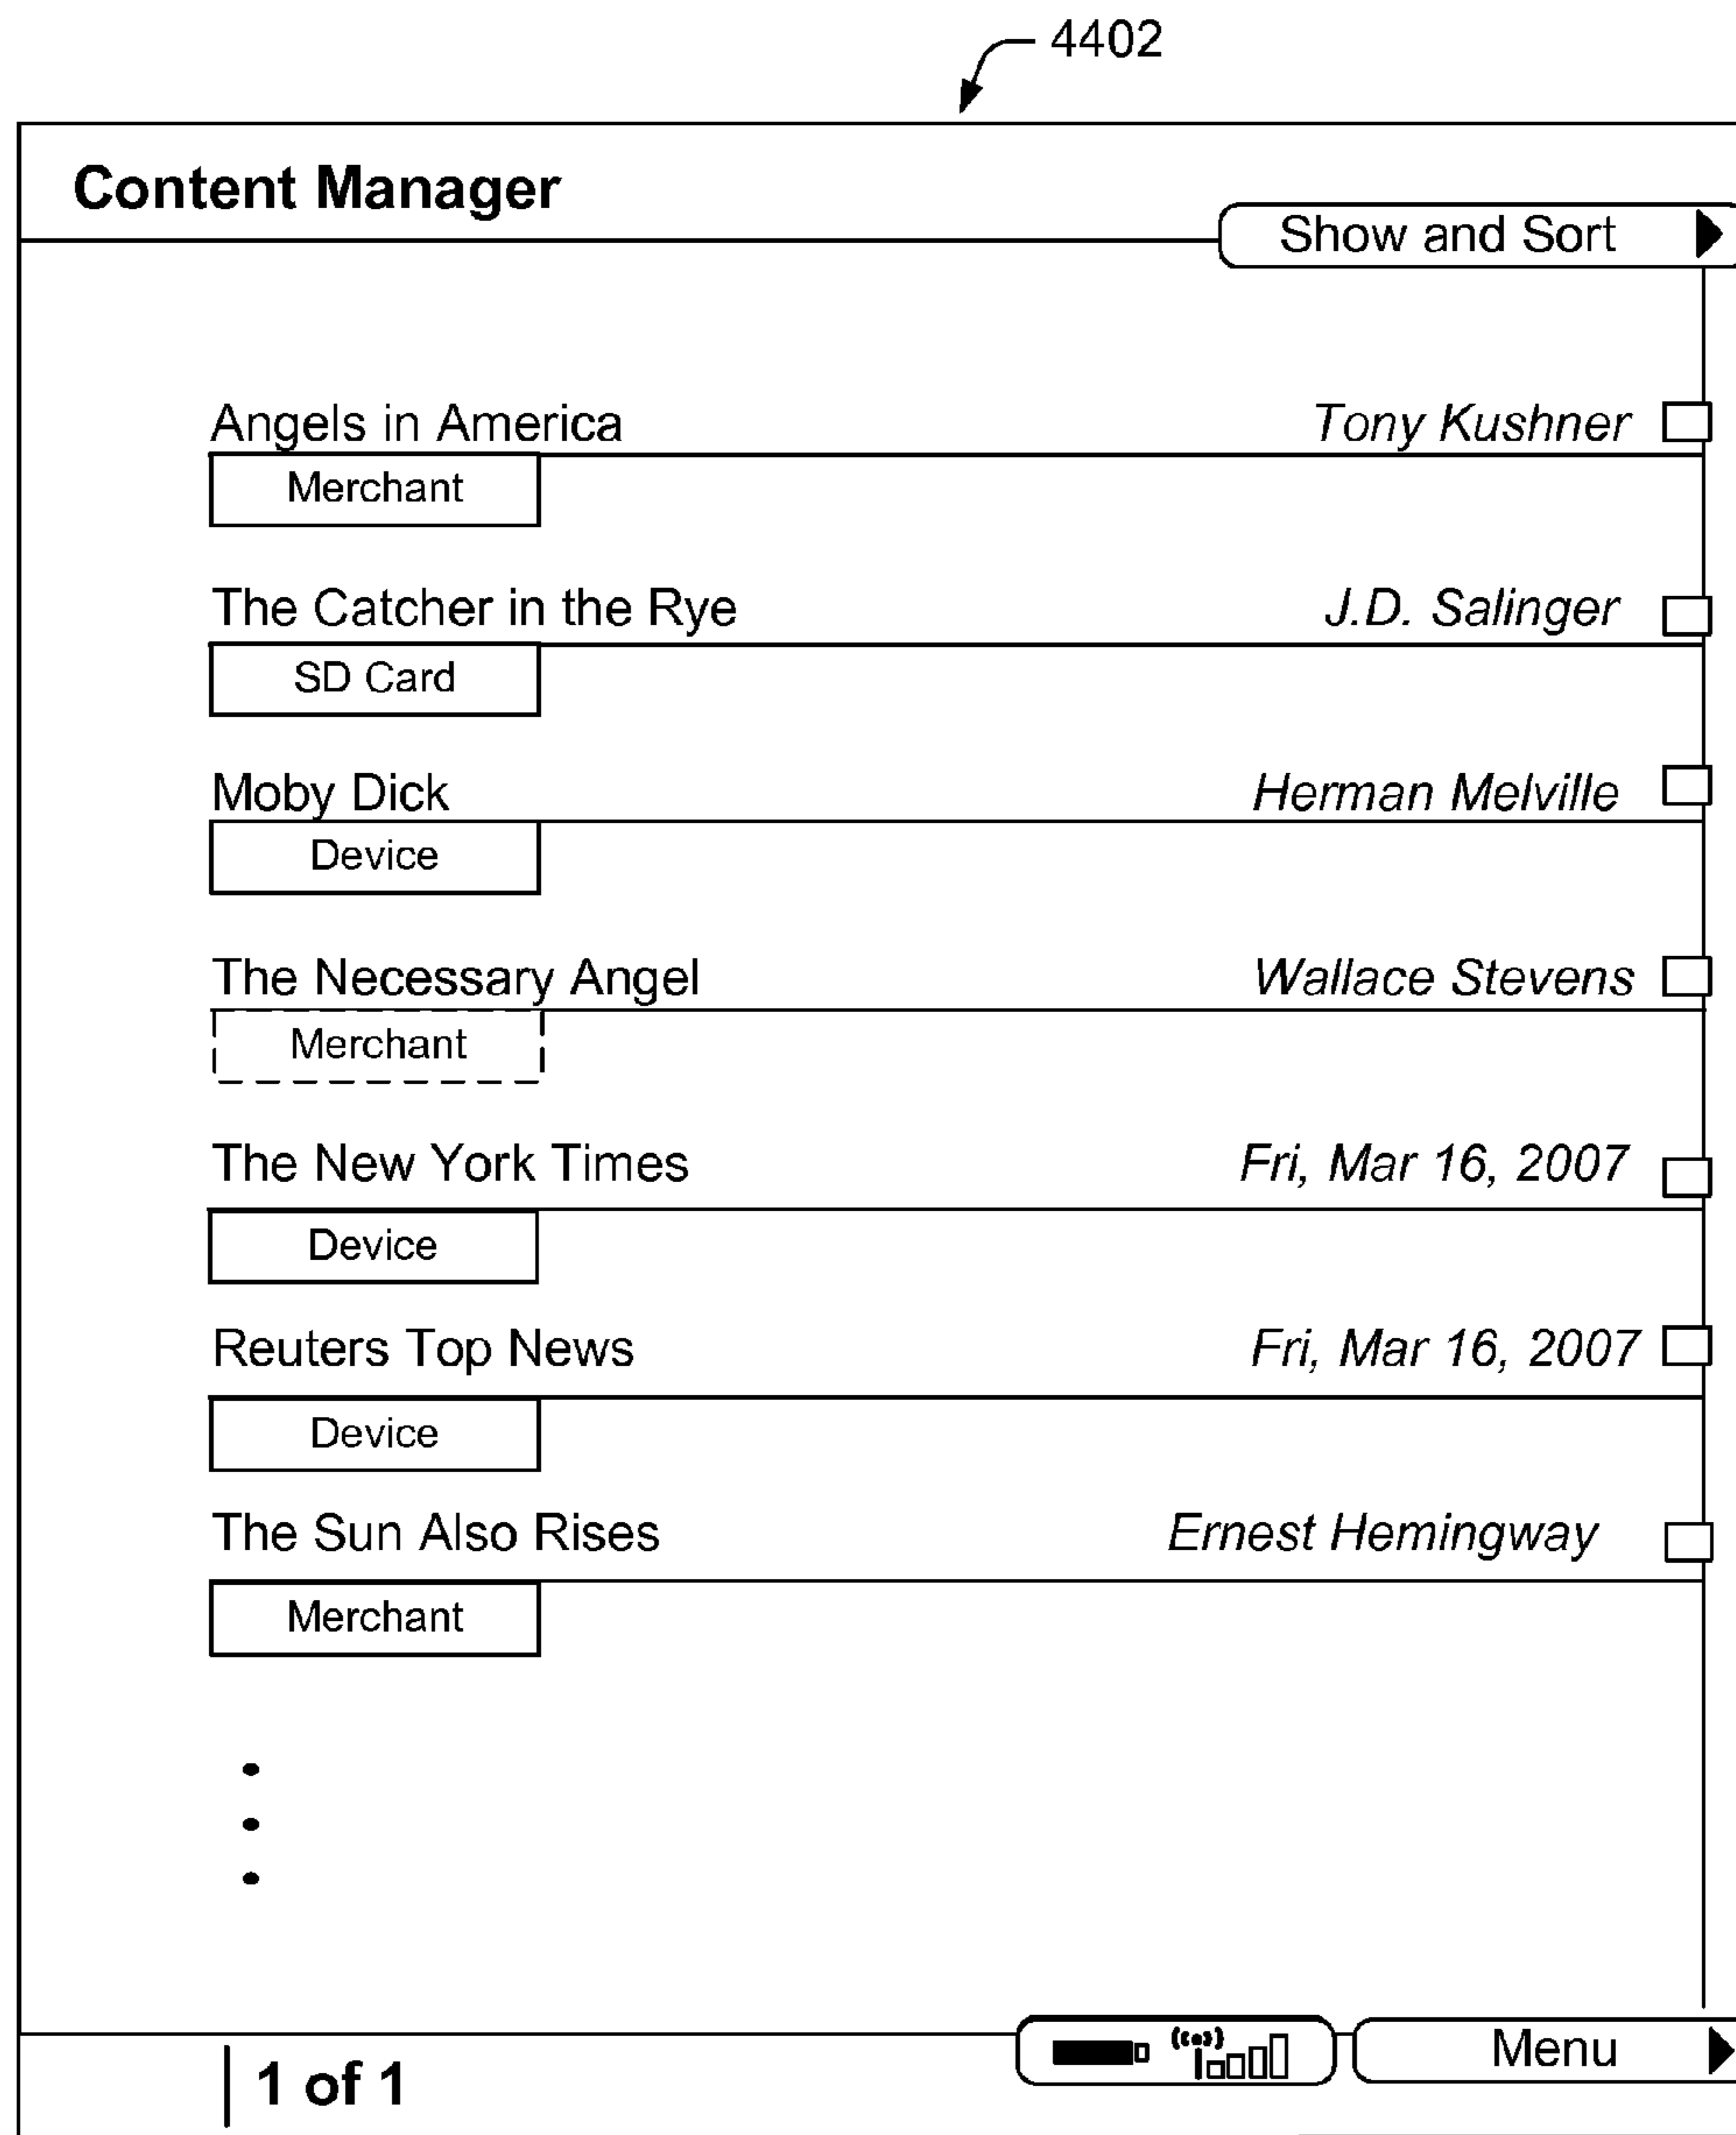 4402
Content Manager
Show and Sort
Angels in America Tony Kushner
Merchant
The Catcher in the Rye J.D. Salinger
SD Card
Moby Dick Herman Melville
Device
The Necessary Angel Wallace Stevens
Merchant
The New York Times Fri, Mar 16, 2007
Device
Reuters Top News Fri, Mar 16, 2007
Device
The Sun Also Rises Ernest Hemingway
Merchant
1 of 1 Menu